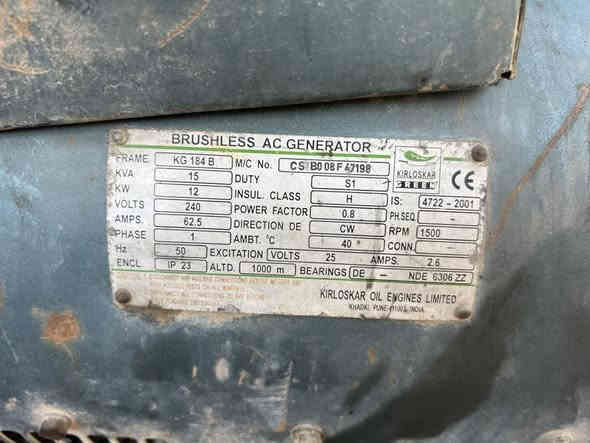 BRUSHLESS AC GENERATOR
KIRLOSKAR
GREEN
CE
FRAME KG 184 B M/C No. CS B0 08 F 47198
KVA 15 DUTY S1
KW 12 INSUL. CLASS H IS: 4722 - 2001
VOLTS 240 POWER FACTOR 0.8 PH.SEQ -
AMPS. 62.5 DIRECTION DE CW RPM 1500
PHASE 1 AMBT. °C 40 CONN. -
Hz 50 EXCITATION VOLTS 25 AMPS. 2.6
ENCL IP 23 ALTD. 1000 m BEARINGS DE - NDE 6306 ZZ
KIRLOSKAR OIL ENGINES LIMITED
KHADKI, PUNE INDIA